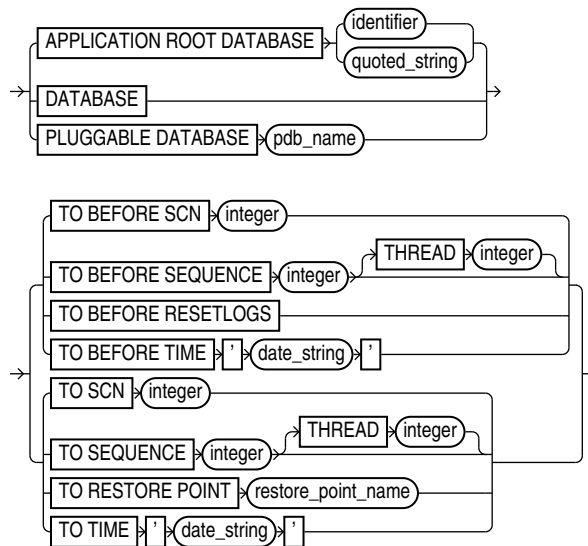 APPLICATION ROOT DATABASE identifier
quoted_string
DATABASE
PLUGGABLE DATABASE pdb_name
TO BEFORE SCN integer
TO BEFORE SEQUENCE integer THREAD integer
TO BEFORE RESETLOGS
TO BEFORE TIME ' date_string '
TO SCN integer
TO SEQUENCE integer THREAD integer
TO RESTORE POINT restore_point_name
TO TIME ' date_string '